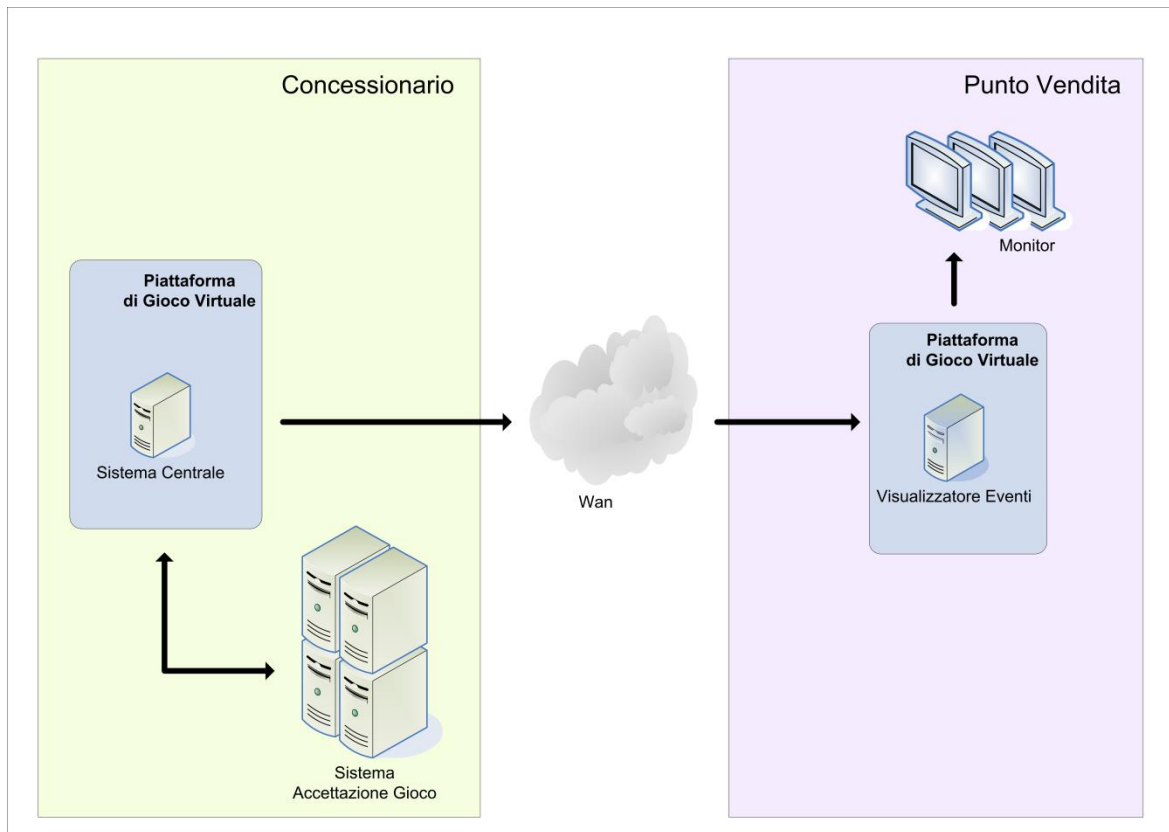 Concessionario
Piattaforma
di Gioco Virtuale
Sistema Centrale
Sistema
Accettazione Gioco
Wan
Punto Vendita
Monitor
Piattaforma
di Gioco Virtuale
Visualizzatore Eventi